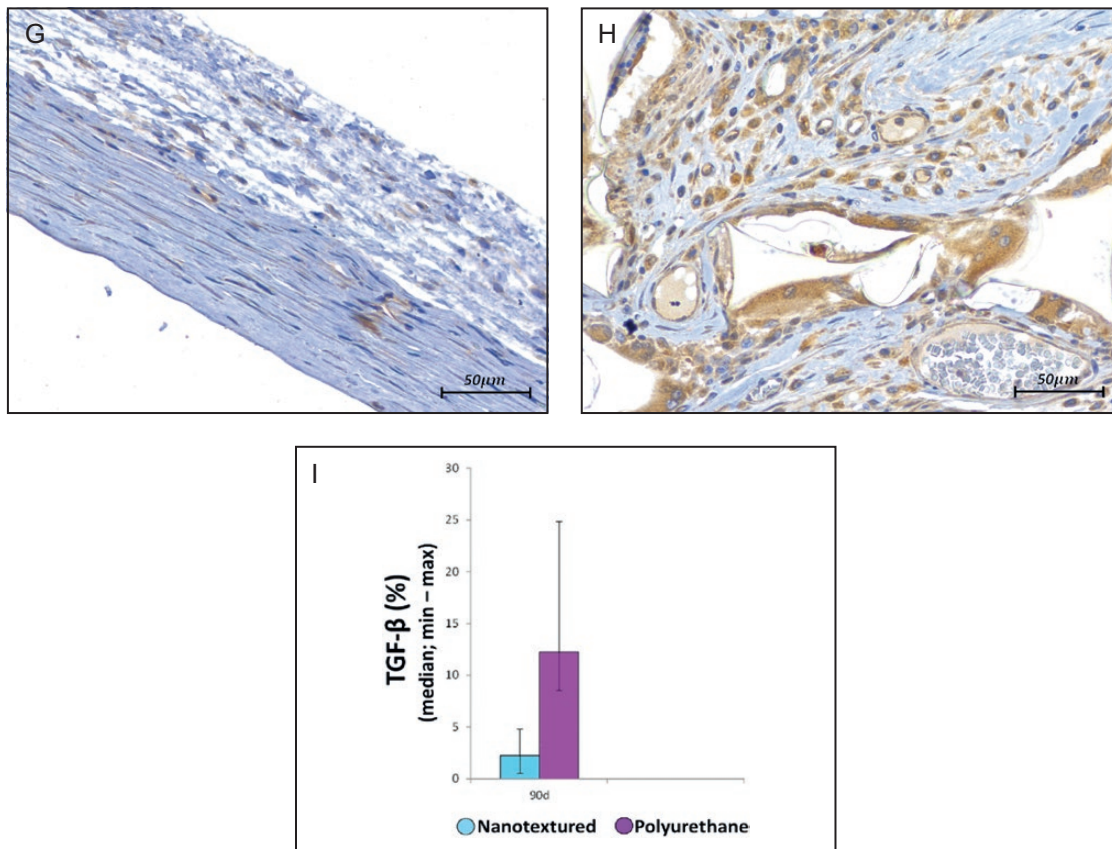 G
H
50µm
50µm
I
30
25
20
15
10
5
0
TGF-β (%)
(median; min – max)
90d
Nanotextured Polyurethane